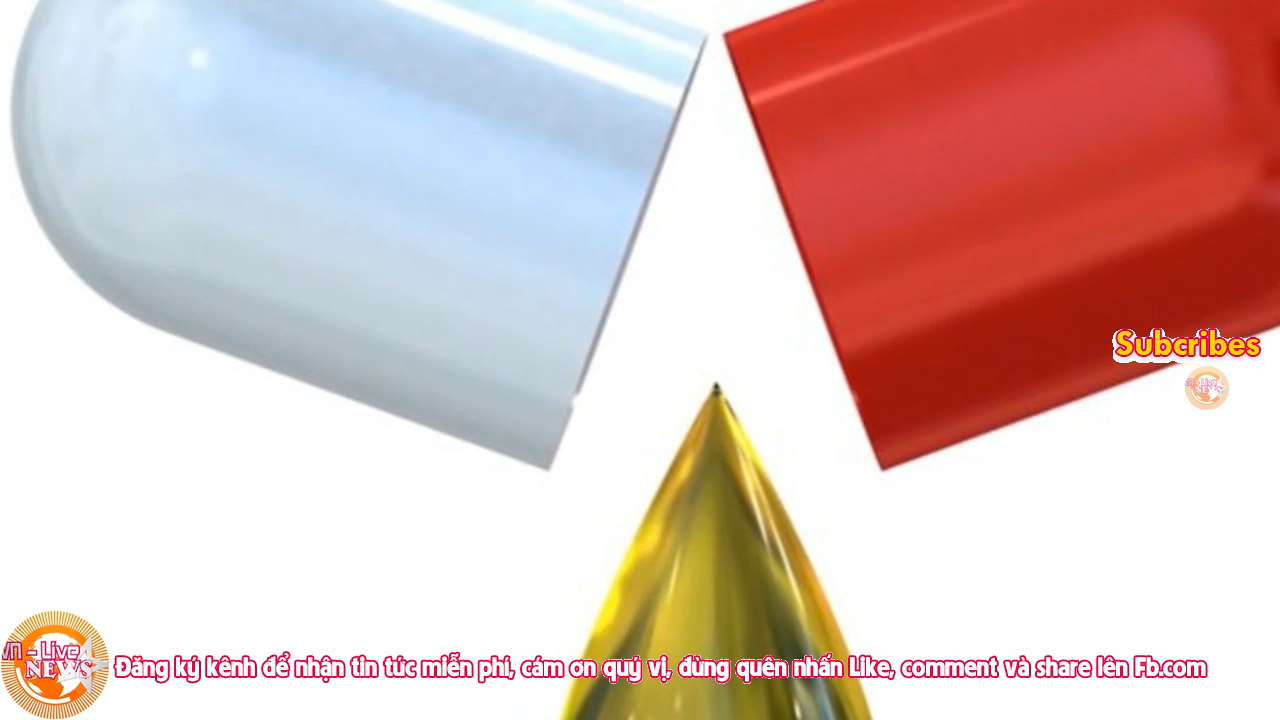 Subcribes
vn - Live
NEWS
Đăng ký kênh để nhận tin tức miễn phí, cám ơn quý vị, đừng quên nhấn Like, comment và share lên Fb.com